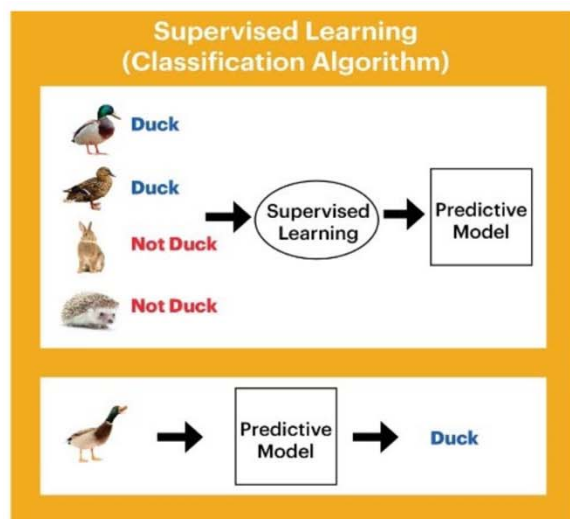 Supervised Learning
(Classification Algorithm)
Duck
Duck
Not Duck
Not Duck
Supervised
Learning
Predictive
Model
Predictive
Model
Duck